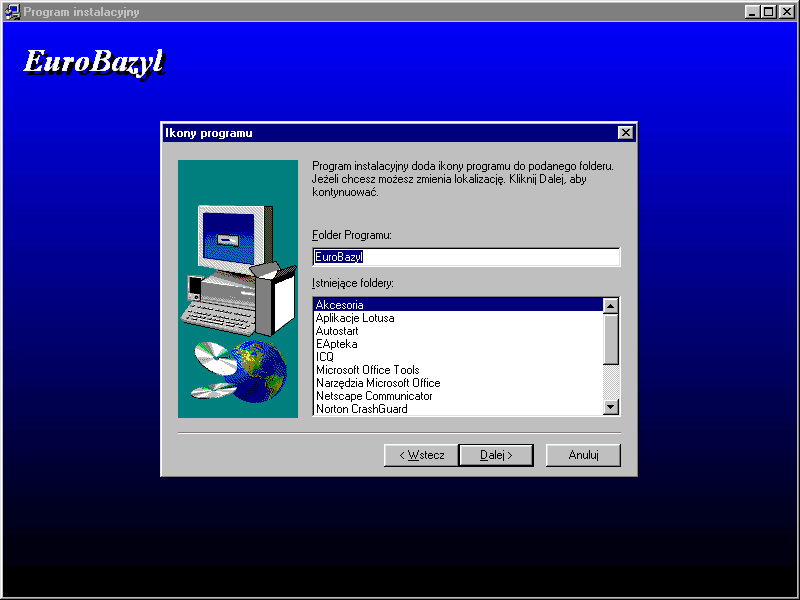 Program instalacyjny
EuroBazyl
Ikony programu
Program instalacyjny doda ikony programu do podanego folderu.
Jeżeli chcesz możesz zmienia lokalizację. Kliknij Dalej, aby
kontynuować.
Folder Programu:
EuroBazyl
Istniejące foldery:
Akcesoria
Aplikacje Lotusa
Autostart
EApteka
ICQ
Microsoft Office Tools
Narzędzia Microsoft Office
Netscape Communicator
Norton CrashGuard
< Wstecz
Dalej >
Anuluj